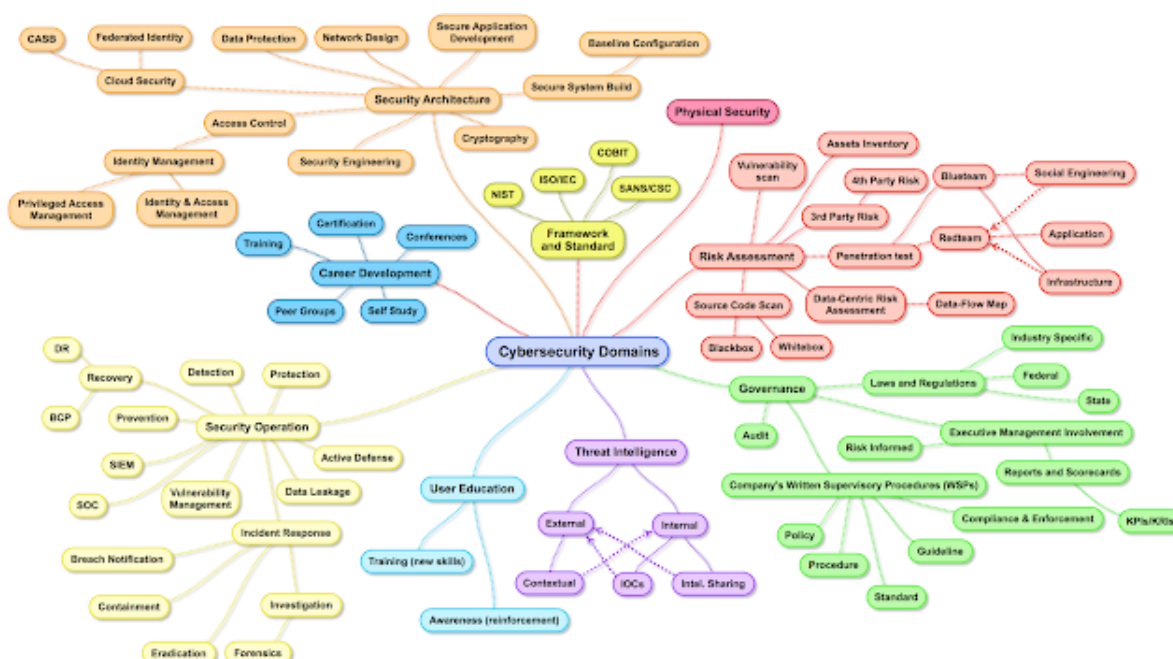 CASB
Federated Identity
Data Protection
Network Design
Secure Application
Development
Baseline Configuration
Cloud Security
Security Architecture
Secure System Build
Access Control
Cryptography
Identity Management
Security Engineering
Privileged Access
Management
Identity & Access
Management
Physical Security
COBIT
ISO/IEC
NIST
SANS/CSC
Framework
and Standard
Certification
Training
Conferences
Career Development
Peer Groups
Self Study
Assets Inventory
Vulnerability
scan
4th Party Risk
Blueteam
Social Engineering
3rd Party Risk
Redteam
Application
Risk Assessment
Penetration test
Infrastructure
Source Code Scan
Data-Centric Risk
Assessment
Data-Flow Map
Blackbox
Whitebox
Cybersecurity Domains
DR
Recovery
Detection
Protection
BCP
Prevention
Security Operation
SIEM
Active Defense
SOC
Vulnerability
Management
Data Leakage
Incident Response
Breach Notification
Containment
Investigation
Eradication
Forensics
User Education
Training (new skills)
Awareness (reinforcement)
Threat Intelligence
External
Internal
Contextual
IOCs
Intel. Sharing
Industry Specific
Governance
Laws and Regulations
Federal
State
Audit
Executive Management Involvement
Risk Informed
Reports and Scorecards
Company's Written Supervisory Procedures (WSPs)
KPIs/KRIs
Compliance & Enforcement
Policy
Guideline
Procedure
Standard